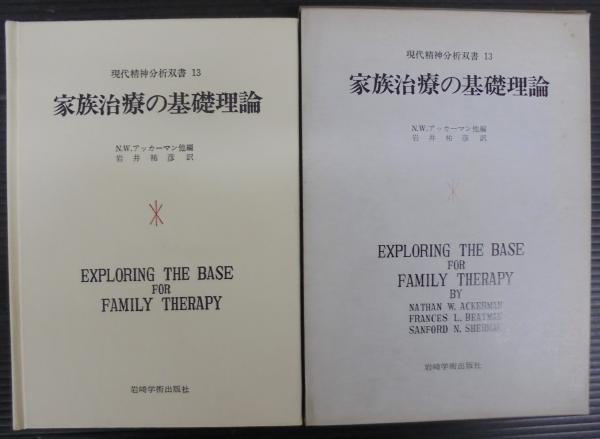 現代精神分析双書 13
家族治療の基礎理論
N.W.アッカーマン他編
岩井祐彦訳
EXPLORING THE BASE
FOR
FAMILY THERAPY
岩崎学術出版社
現代精神分析双書 13
家族治療の基礎理論
N.W.アッカーマン他編
岩井祐彦訳
EXPLORING THE BASE
FOR
FAMILY THERAPY
BY
NATHAN W. ACKERMAN
FRANCES L. BEATMAN
SANFORD N. SHERMAN
岩崎学術出版社